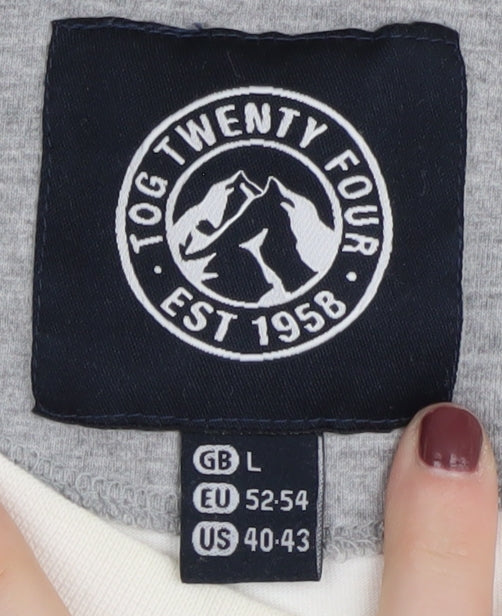 TOG TWENTY FOUR
· EST 1958 ·
GB L
EU 52-54
US 40-43